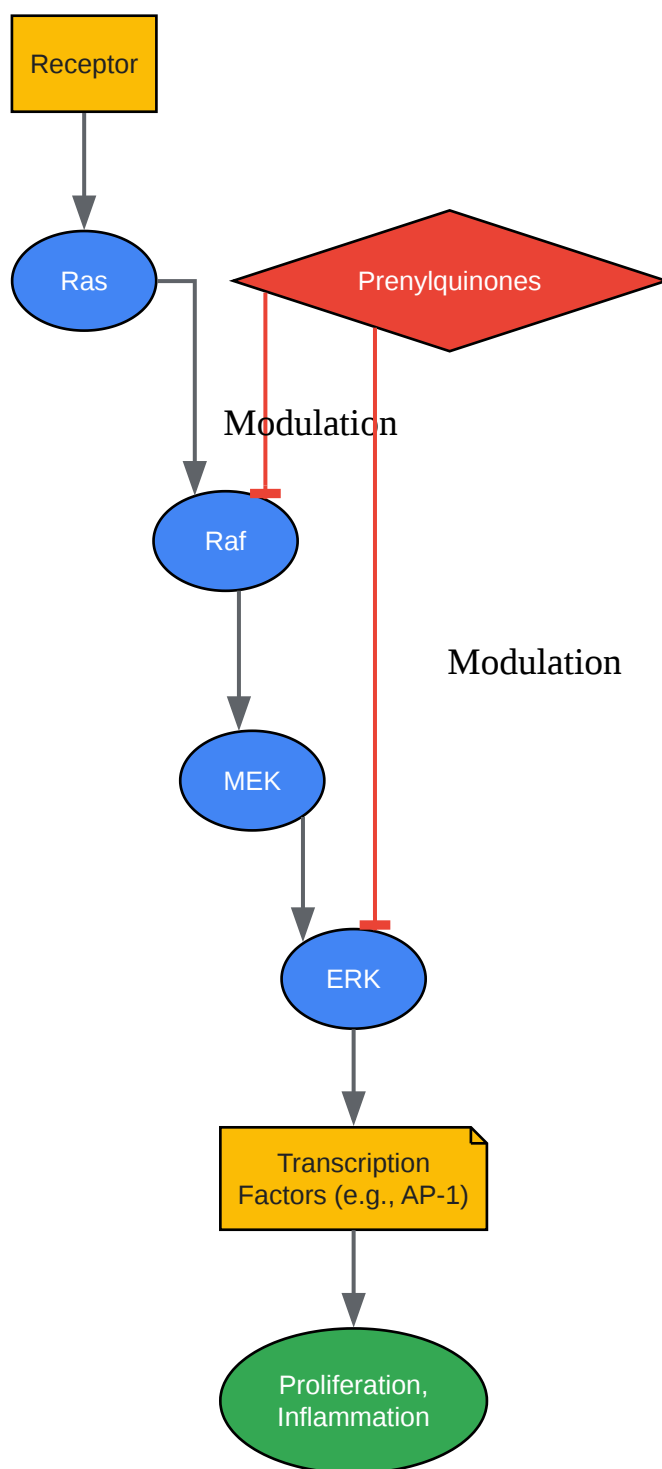 Receptor
Ras
Prenylquinones
Modulation
Raf
Modulation
MEK
ERK
Transcription
Factors (e.g., AP-1)
Proliferation,
Inflammation